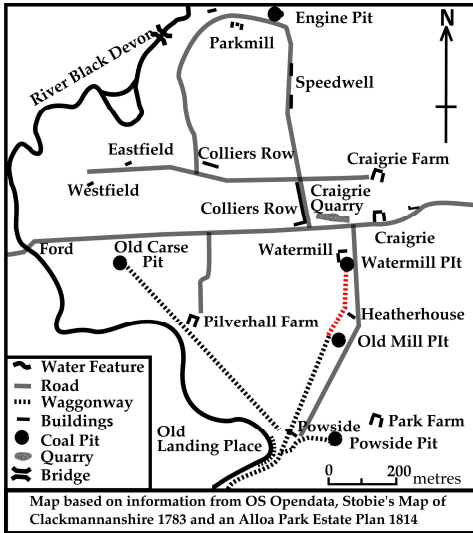 Engine Pit
N
Parkmill
River Black Devon
Speedwell
Eastfield
Colliers Row
Craigrie Farm
Westfield
Craigrie
Quarry
Colliers Row
Craigrie
Ford
Old Carse
Pit
Watermill
Watermill PIt
Heatherhouse
Pilverhall Farm
Old Mill PIt
Water Feature
Road
Waggonway
Buildings
Coal Pit
Quarry
Bridge
Old
Landing Place
Powside
Park Farm
Powside Pit
0 200
metres
Map based on information from OS Opendata, Stobie's Map of
Clackmannanshire 1783 and an Alloa Park Estate Plan 1814